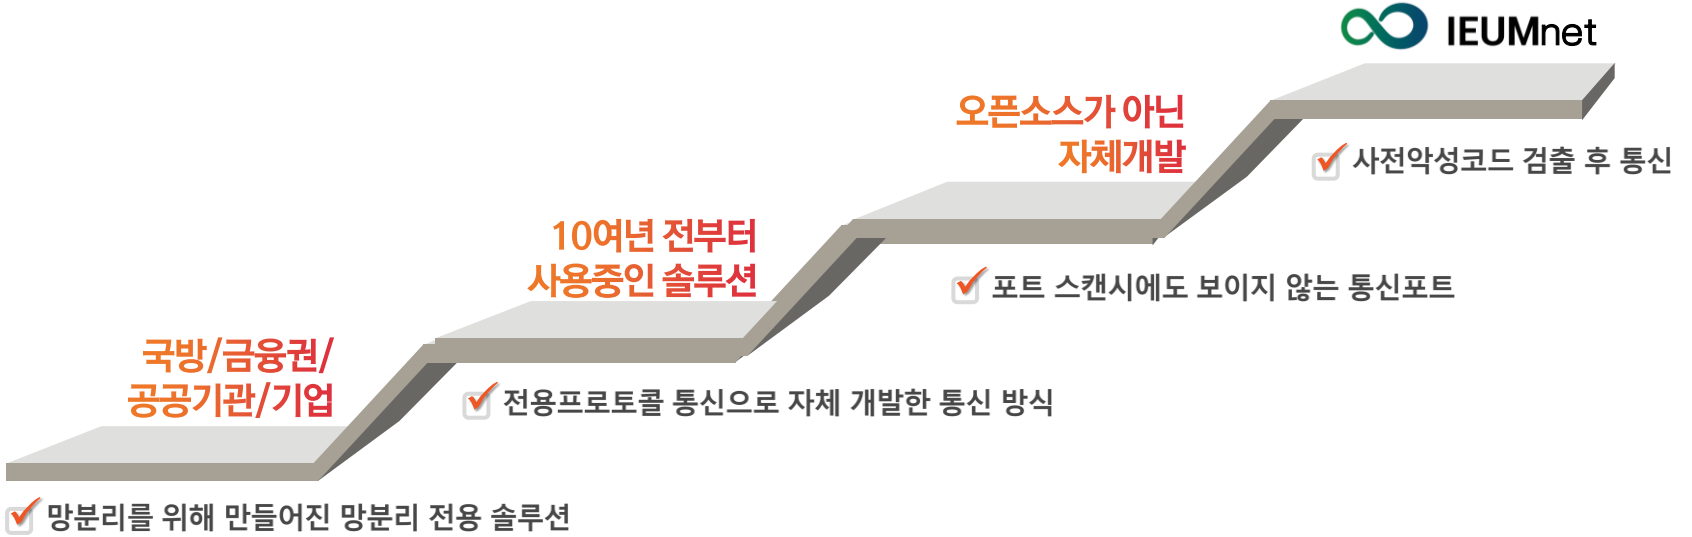 IEUMnet
오픈소스가 아닌
자체개발
사전악성코드 검출 후 통신
10여년 전부터
사용중인 솔루션
포트 스캔시에도 보이지 않는 통신포트
국방/금융권/
공공기관/기업
전용프로토콜 통신으로 자체 개발한 통신 방식
망분리를 위해 만들어진 망분리 전용 솔루션